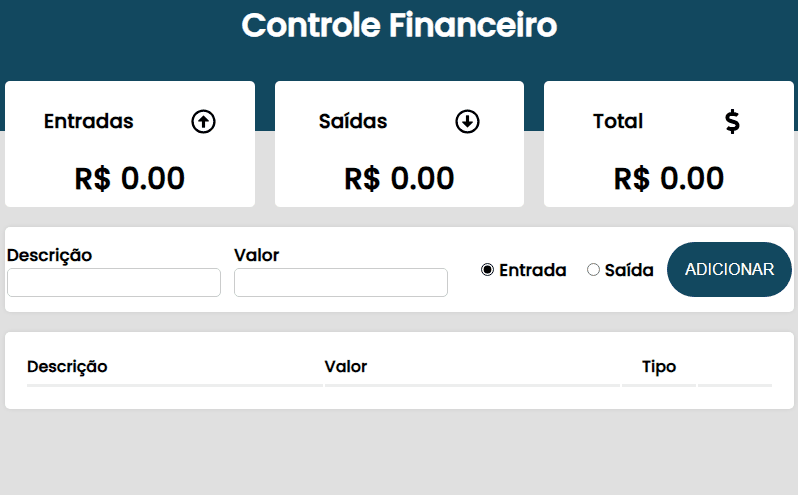 Controle Financeiro
Entradas
R$ 0.00
Saídas
R$ 0.00
Total
$
R$ 0.00
Descrição
Valor
Entrada
Saída
ADICIONAR
Descrição Valor Tipo